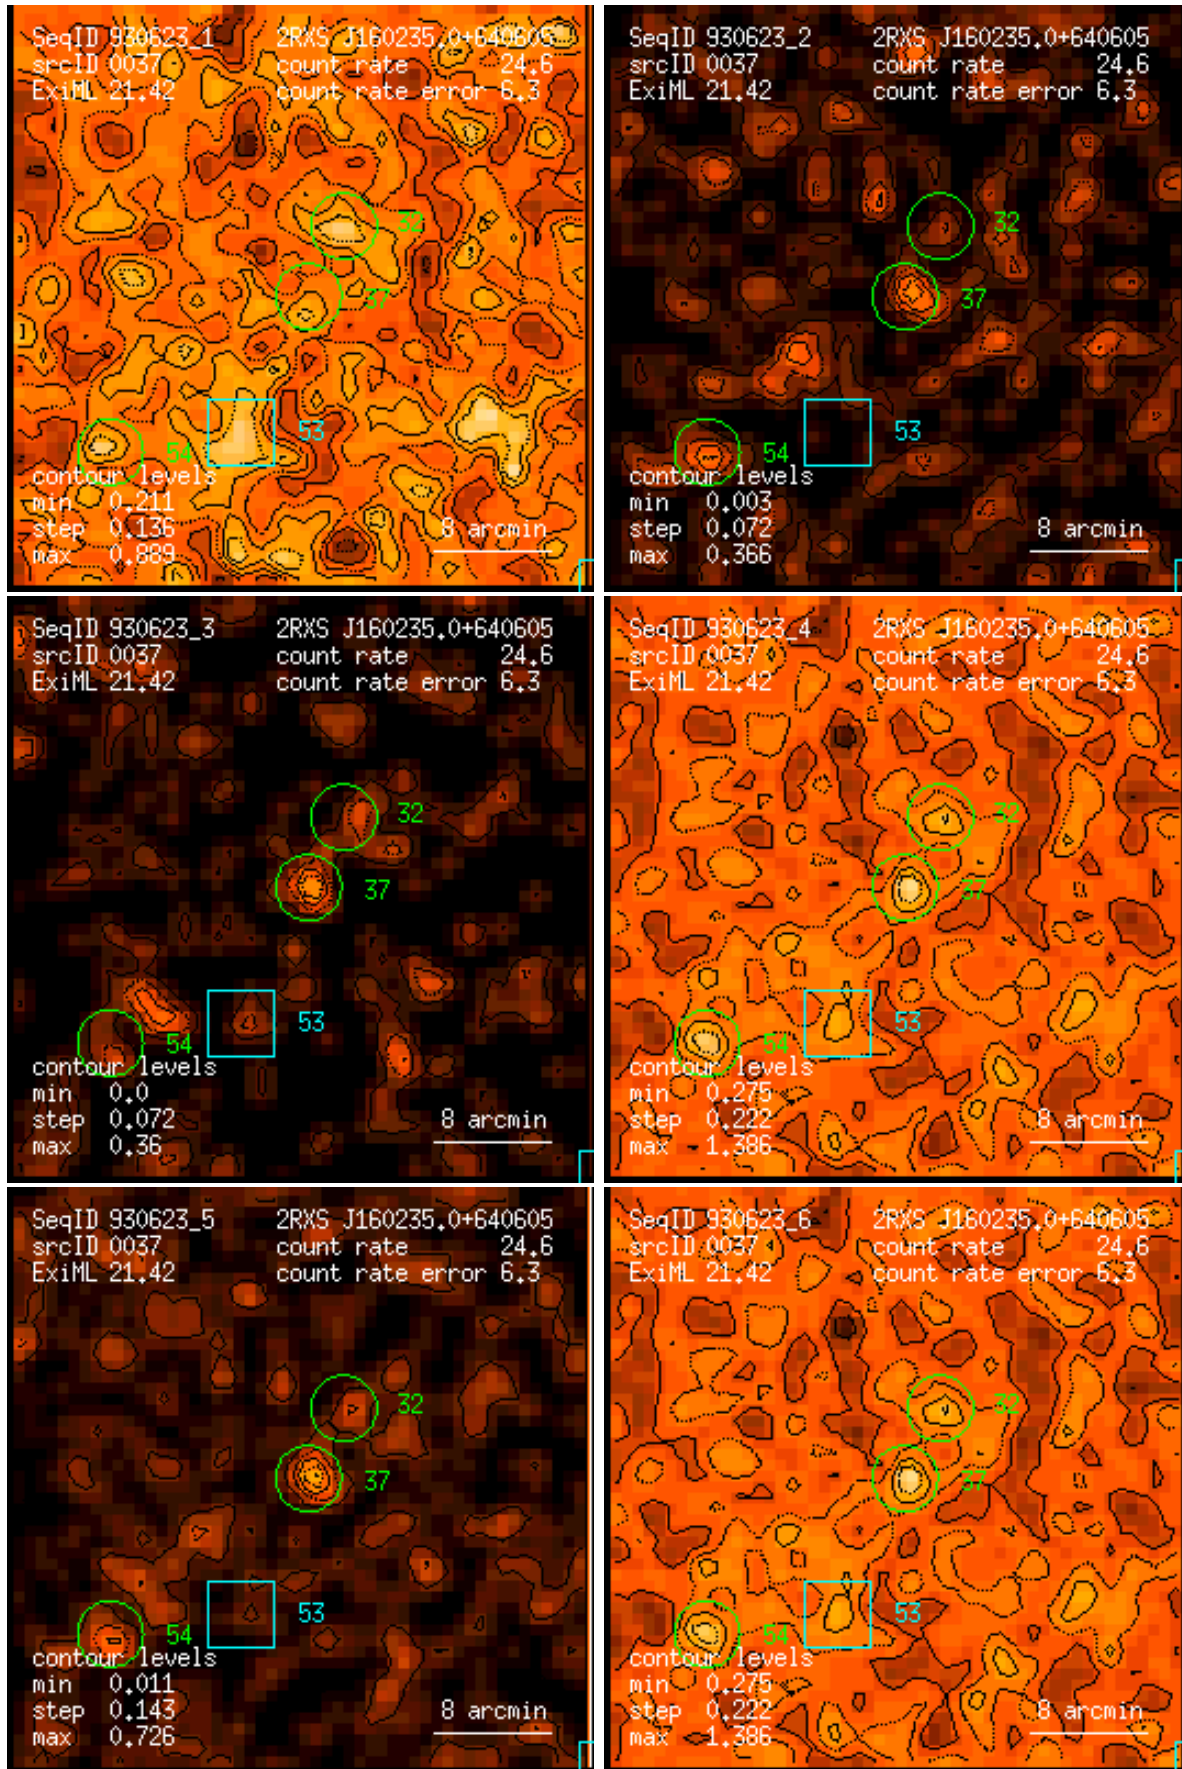 SeqID 930623_1 2RXS J160235.0+640605
srcID 0037 count rate 24.6
ExiML 21.42 count rate error 6.3
32
37
53
54
contour levels
min 0.211
step 0.136 8 arcmin
max 0.889
SeqID 930623_2 2RXS J160235.0+640605
srcID 0037 count rate 24.6
ExiML 21.42 count rate error 6.3
32
37
53
54
contour levels
min 0.003
step 0.072 8 arcmin
max 0.366
SeqID 930623_3 2RXS J160235.0+640605
srcID 0037 count rate 24.6
ExiML 21.42 count rate error 6.3
32
37
53
54
contour levels
min 0.0
step 0.072 8 arcmin
max 0.36
SeqID 930623_4 2RXS J160235.0+640605
srcID 0037 count rate 24.6
ExiML 21.42 count rate error 6.3
32
37
53
54
contour levels
min 0.275
step 0.222 8 arcmin
max 1.386
SeqID 930623_5 2RXS J160235.0+640605
srcID 0037 count rate 24.6
ExiML 21.42 count rate error 6.3
32
37
53
54
contour levels
min 0.011
step 0.143 8 arcmin
max 0.726
SeqID 930623_6 2RXS J160235.0+640605
srcID 0037 count rate 24.6
ExiML 21.42 count rate error 6.3
32
37
53
54
contour levels
min 0.275
step 0.222 8 arcmin
max 1.386